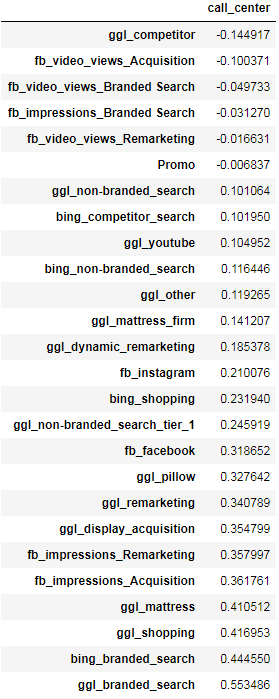 call_center
ggl_competitor -0.144917
fb_video_views_Acquisition -0.100371
fb_video_views_Branded Search -0.049733
fb_impressions_Branded Search -0.031270
fb_video_views_Remarketing -0.016631
Promo -0.006837
ggl_non-branded_search 0.101064
bing_competitor_search 0.101950
ggl_youtube 0.104952
bing_non-branded_search 0.116446
ggl_other 0.119265
ggl_mattress_firm 0.141207
ggl_dynamic_remarketing 0.185378
fb_instagram 0.210076
bing_shopping 0.231940
ggl_non-branded_search_tier_1 0.245919
fb_facebook 0.318652
ggl_pillow 0.327642
ggl_remarketing 0.340789
ggl_display_acquisition 0.354799
fb_impressions_Remarketing 0.357997
fb_impressions_Acquisition 0.361761
ggl_mattress 0.410512
ggl_shopping 0.416953
bing_branded_search 0.444550
ggl_branded_search 0.553486